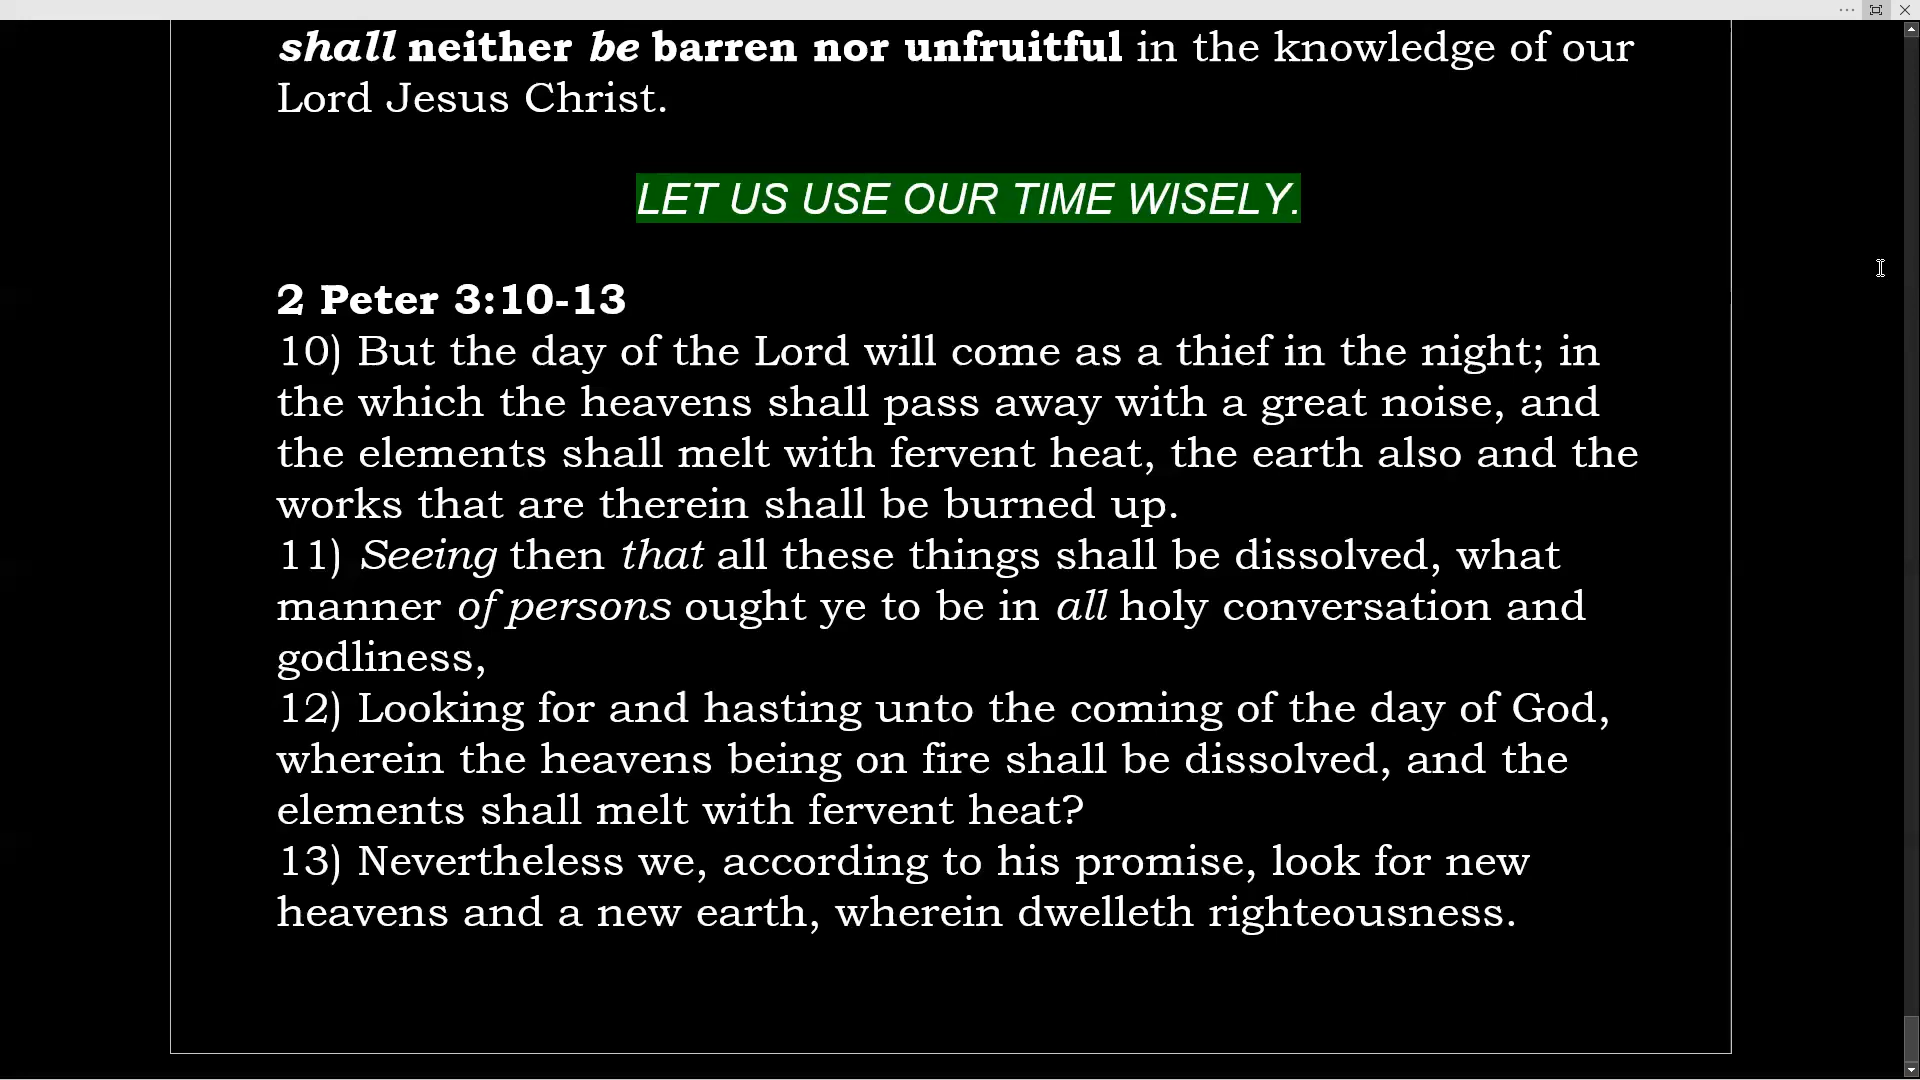 shall neither be barren nor unfruitful in the knowledge of our
Lord Jesus Christ.
LET US USE OUR TIME WISELY.
2 Peter 3:10-13
10) But the day of the Lord will come as a thief in the night; in
the which the heavens shall pass away with a great noise, and
the elements shall melt with fervent heat, the earth also and the
works that are therein shall be burned up.
11) Seeing then that all these things shall be dissolved, what
manner of persons ought ye to be in all holy conversation and
godliness,
12) Looking for and hasting unto the coming of the day of God,
wherein the heavens being on fire shall be dissolved, and the
elements shall melt with fervent heat?
13) Nevertheless we, according to his promise, look for new
heavens and a new earth, wherein dwelleth righteousness.